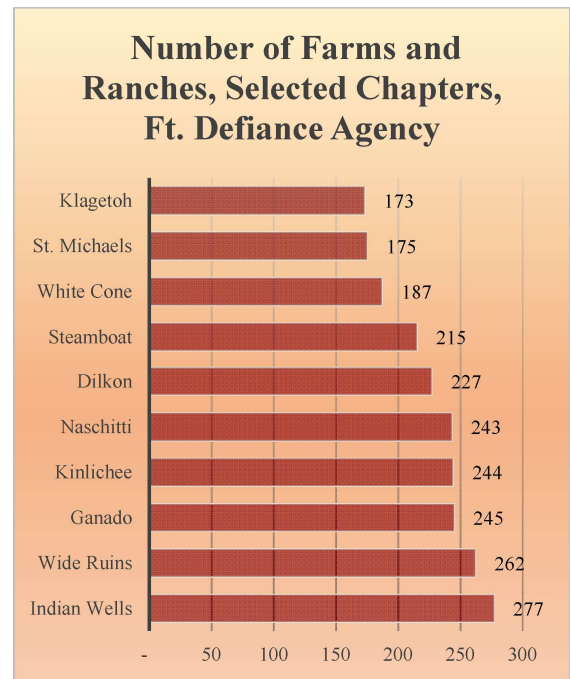 Number of Farms and
Ranches, Selected Chapters,
Ft. Defiance Agency
Klagetoh 173
St. Michaels 175
White Cone 187
Steamboat 215
Dilkon 227
Naschitti 243
Kinlichee 244
Ganado 245
Wide Ruins 262
Indian Wells 277
- 50 100 150 200 250 300